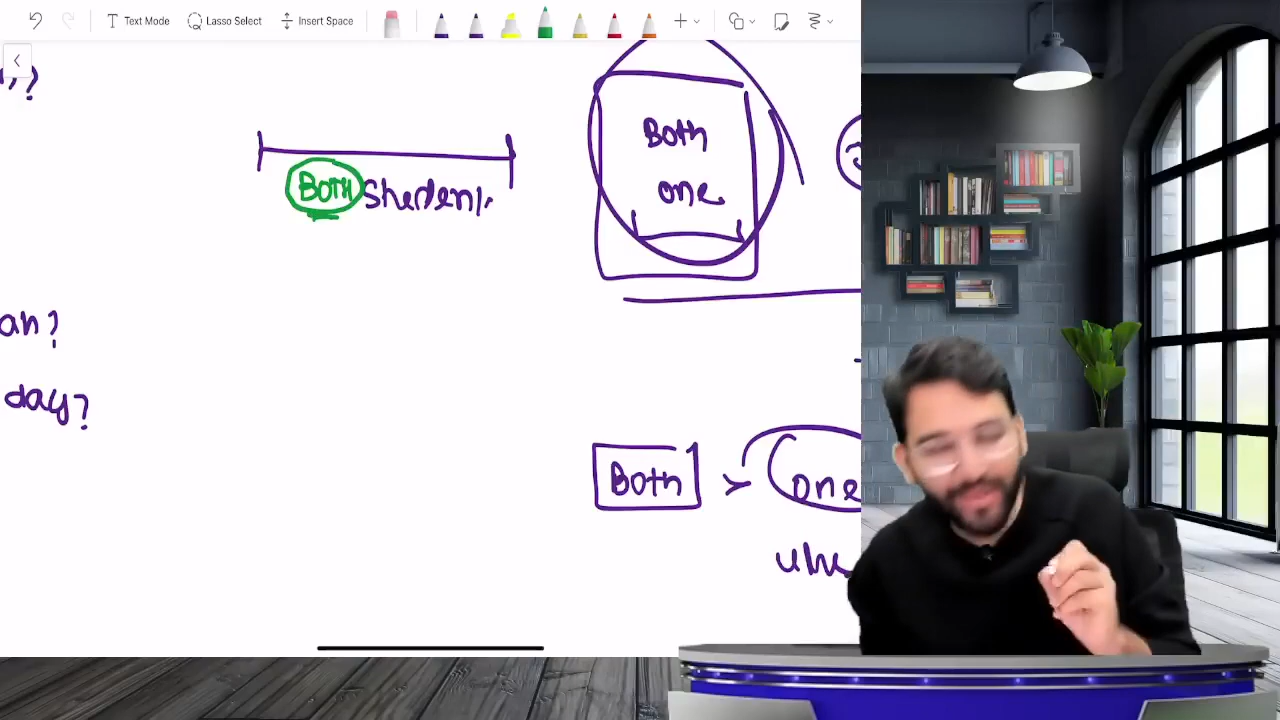 Text Mode Lasso Select Insert Space
?
Both Student.
Both
one
an?
day?
Both > one